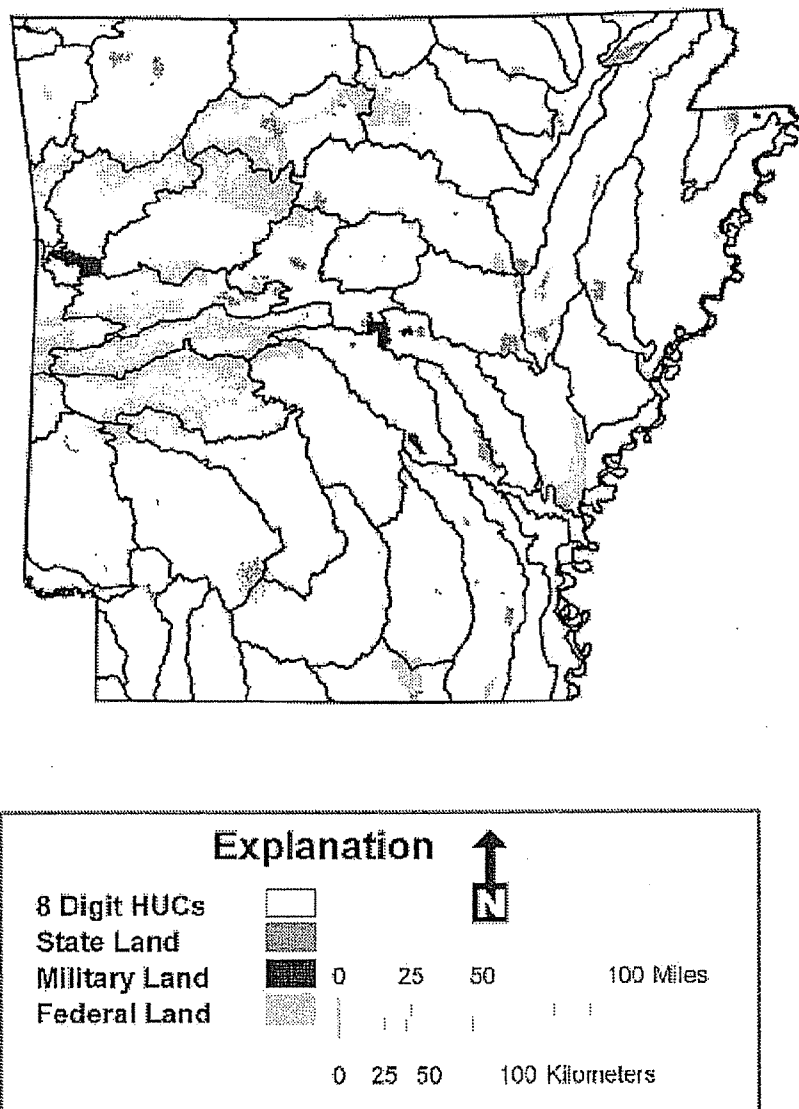 Explanation
N
8 Digit HUCs
State Land
Military Land
Federal Land
0 25 50 100 Miles
0 25 50 100 Kilometers